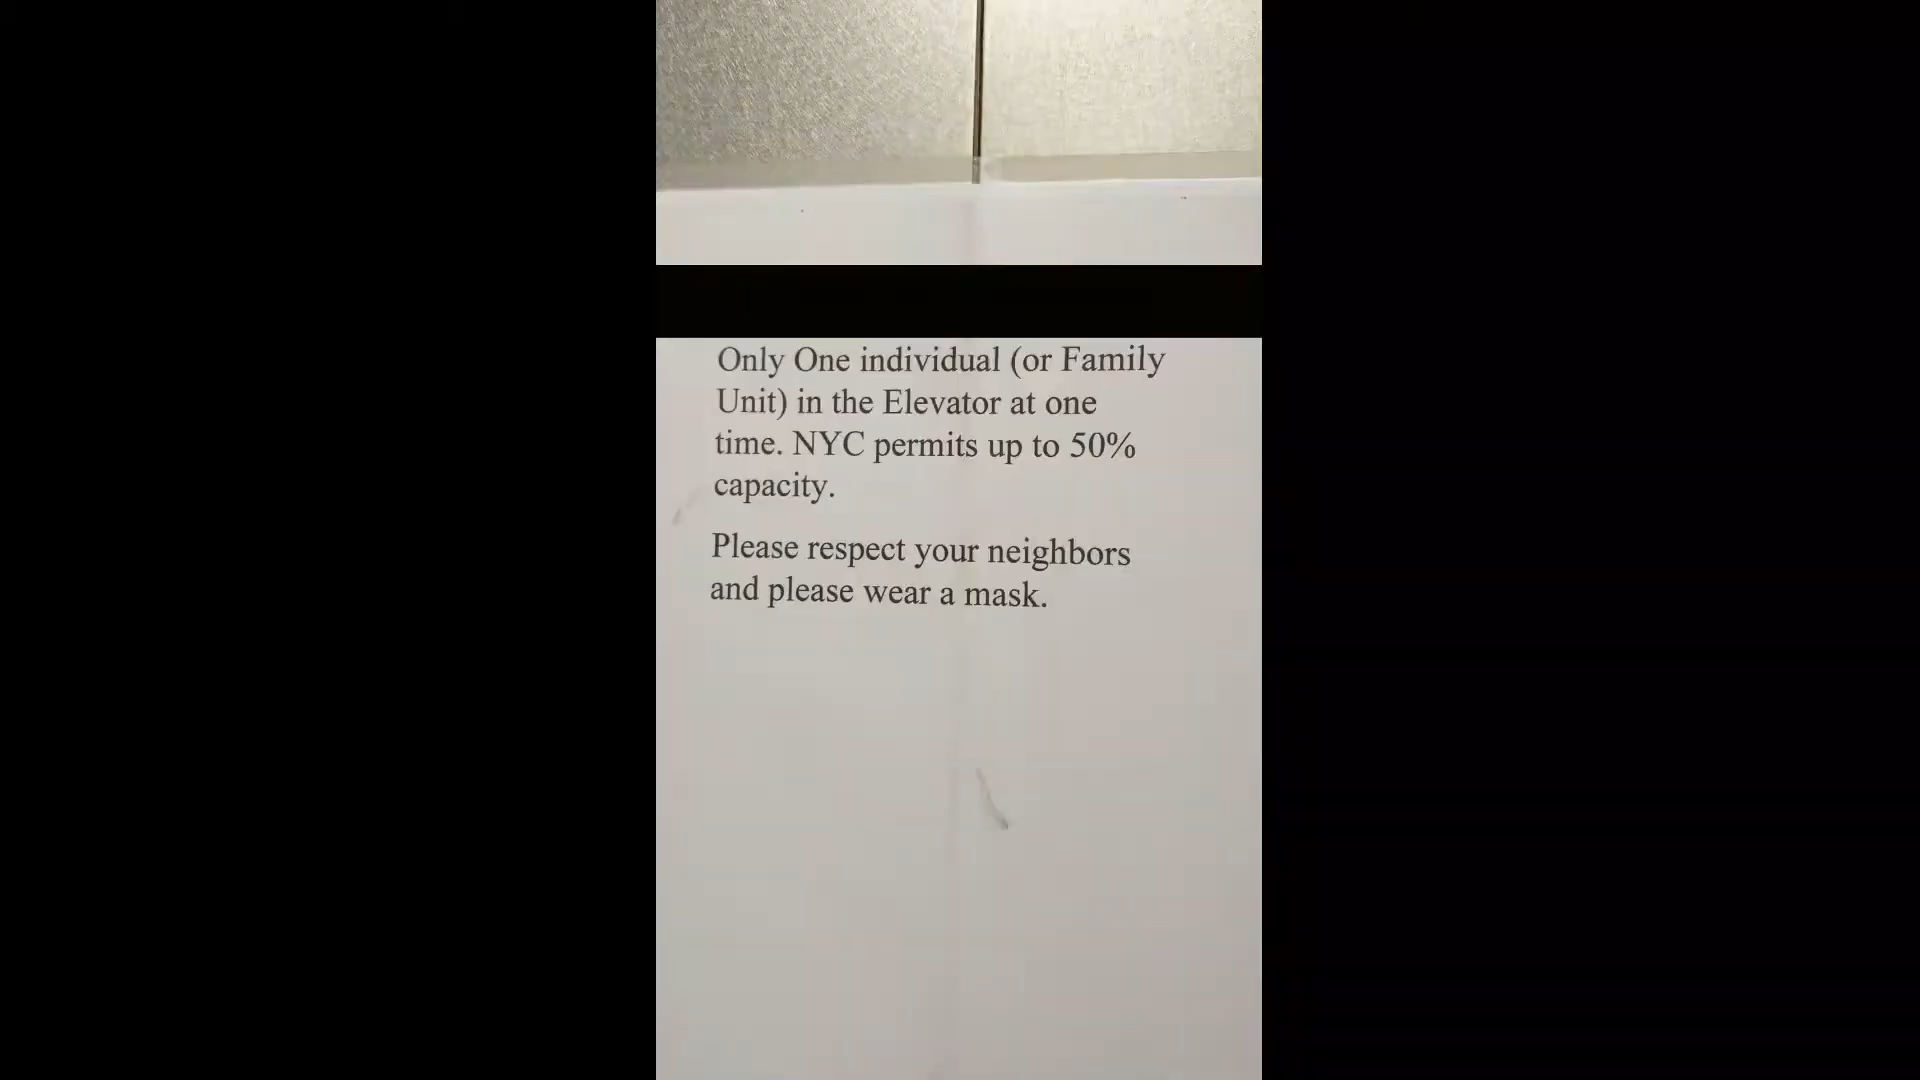 Only One individual (or Family
Unit) in the Elevator at one
time. NYC permits up to 50%
capacity.
Please respect your neighbors
and please wear a mask.